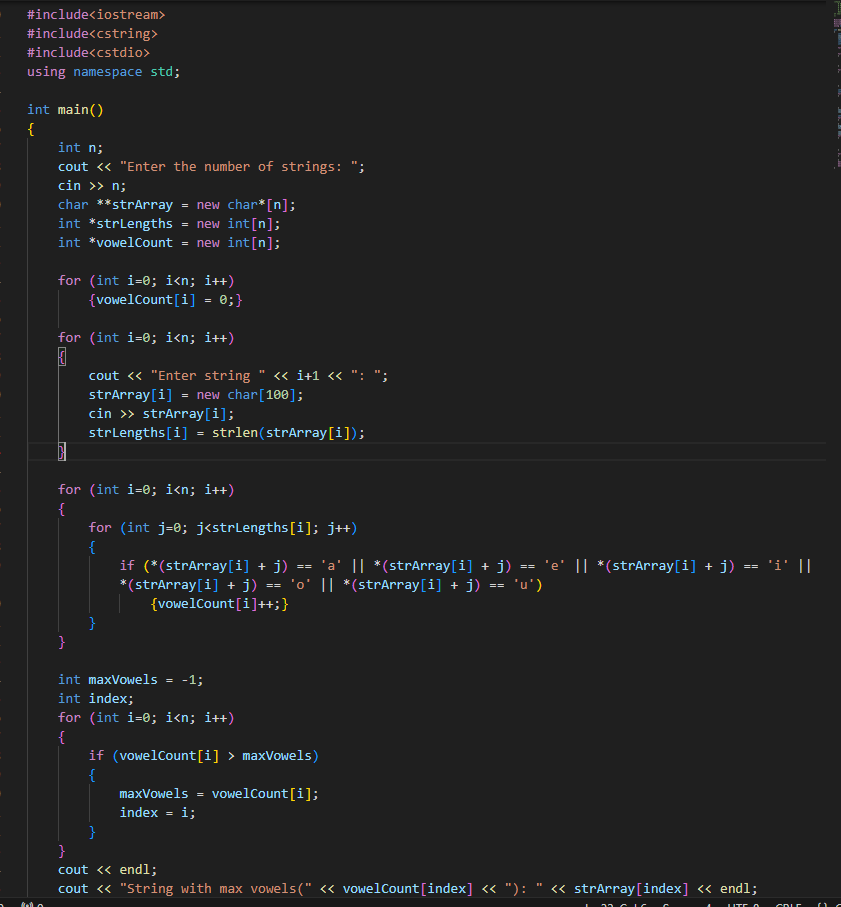 #include<iostream>
#include<cstring>
#include<cstdio>
using namespace std;
int main()
{
int n;
cout << "Enter the number of strings: ";
cin >> n;
char **strArray = new char*[n];
int *strLengths = new int[n];
int *vowelCount = new int[n];
for (int i=0; i<n; i++)
{vowelCount[i] = 0;}
for (int i=0; i<n; i++)
{
cout << "Enter string " << i+1 << ": ";
strArray[i] = new char[100];
cin >> strArray[i];
strLengths[i] = strlen(strArray[i]);
}
for (int i=0; i<n; i++)
{
for (int j=0; j<strLengths[i]; j++)
{
if (*(strArray[i] + j) == 'a' || *(strArray[i] + j) == 'e' || *(strArray[i] + j) == 'i' ||
*(strArray[i] + j) == 'o' || *(strArray[i] + j) == 'u')
{vowelCount[i]++;}
}
}
int maxVowels = -1;
int index;
for (int i=0; i<n; i++)
{
if (vowelCount[i] > maxVowels)
{
maxVowels = vowelCount[i];
index = i;
}
}
cout << endl;
cout << "String with max vowels(" << vowelCount[index] << "): " << strArray[index] << endl;